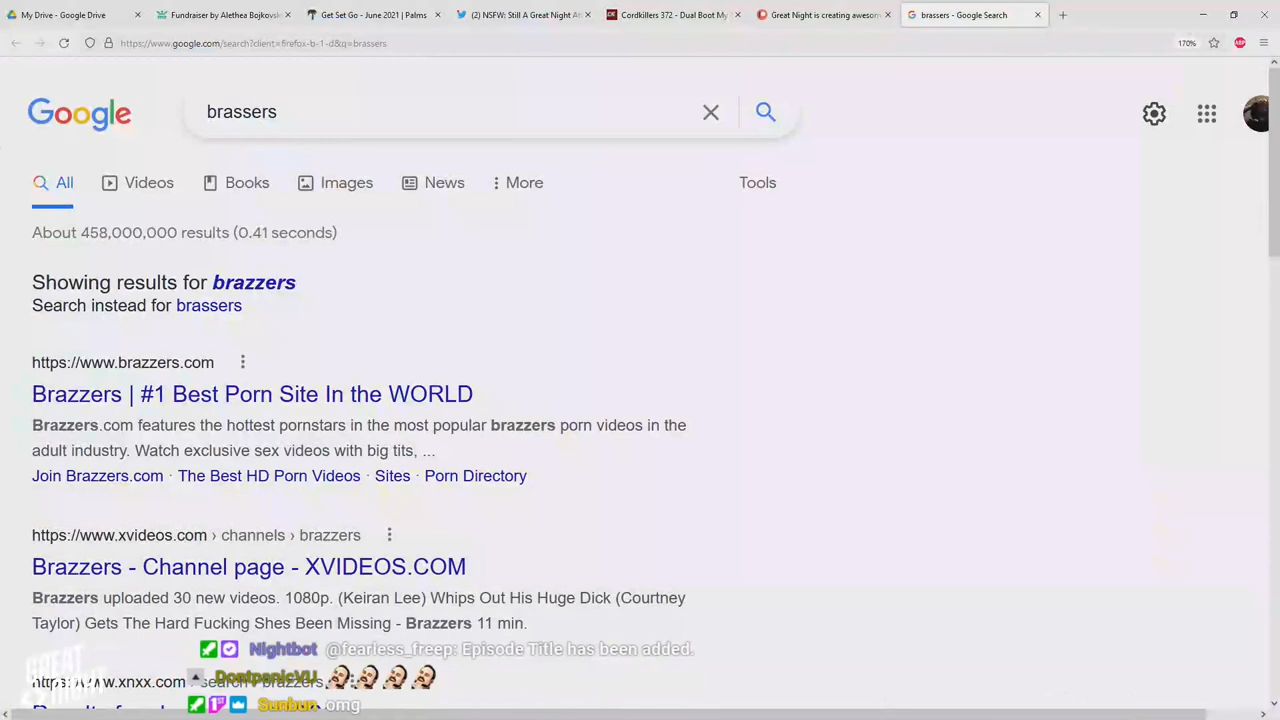 My Drive - Google Drive
Fundraiser by Alethea Bojkovsk
Get Set Go - June 2021 | Palms
(2) NSFW: Still A Great Night At
Cordkillers 372 - Dual Boot My
Great Night is creating awesom
brassers - Google Search
https://www.google.com/search?client=firefox-b-1-d&q=brassers
170%
Google
brassers
All
Videos
Books
Images
News
More
Tools
About 458,000,000 results (0.41 seconds)
Showing results for brazzers
Search instead for brassers
https://www.brazzers.com
Brazzers | #1 Best Porn Site In the WORLD
Brazzers.com features the hottest pornstars in the most popular brazzers porn videos in the
adult industry. Watch exclusive sex videos with big tits, ...
Join Brazzers.com · The Best HD Porn Videos · Sites · Porn Directory
https://www.xvideos.com › channels › brazzers
Brazzers - Channel page - XVIDEOS.COM
Brazzers uploaded 30 new videos. 1080p. (Keiran Lee) Whips Out His Huge Dick (Courtney
Taylor) Gets The Hard Fucking Shes Been Missing - Brazzers 11 min.
Nightbot @fearless_freep: Episode Title has been added.
GREAT NIGHT
www.xnxx.com › search › brazzers
DontpanicVU
Sunbun omg